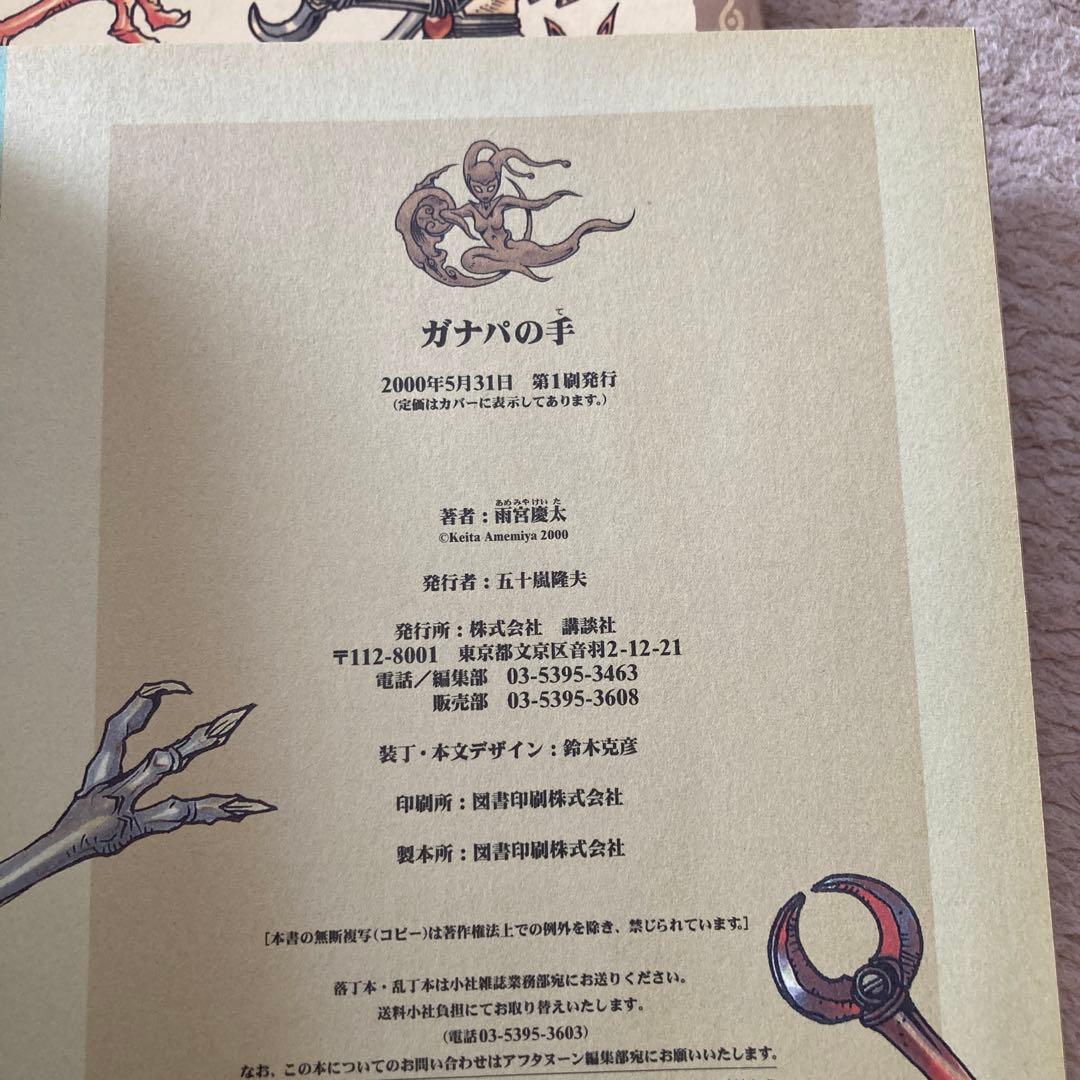 ガナパの手
て
2000年5月31日　第1刷発行
（定価はカバーに表示してあります。）
あめみやけいた
著者：雨宮慶太
©Keita Amemiya 2000
発行者：五十嵐隆夫
発行所：株式会社　講談社
〒112-8001　東京都文京区音羽2-12-21
電話／編集部　03-5395-3463
販売部　03-5395-3608
装丁・本文デザイン：鈴木克彦
印刷所：図書印刷株式会社
製本所：図書印刷株式会社
［本書の無断複写（コピー）は著作権法上での例外を除き、禁じられています。］
落丁本・乱丁本は小社雑誌業務部宛にお送りください。
送料小社負担にてお取り替えいたします。
（電話03-5395-3603）
なお、この本についてのお問い合わせはアフタヌーン編集部宛にお願いいたします。